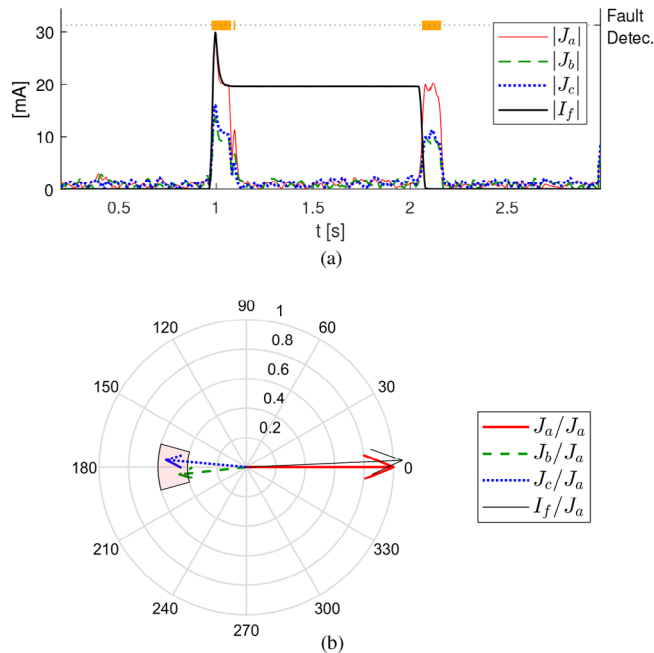 (a)
Fault
Detec.
30
20
10
0
[mA]
|J_a|
|J_b|
|J_c|
|I_f|
0.5 1 1.5 2 2.5
t [s]
(a)
90
1
120 60
0.8
0.6
150 30
0.4
0.2
180 0
210 330
240 300
270
J_a/J_a
J_b/J_a
J_c/J_a
I_f/J_a
(b)
(b)